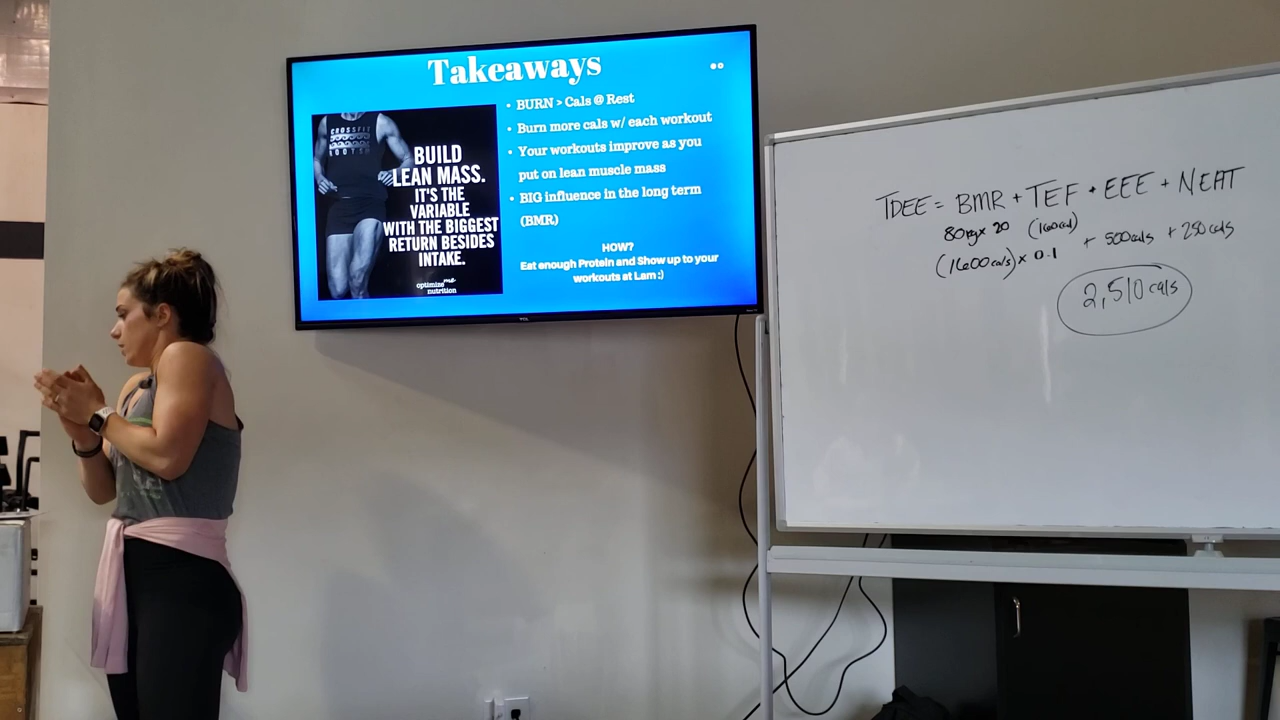 Takeaways
• BURN > Cals @ Rest
• Burn more cals w/ each workout
• Your workouts improve as you
put on lean muscle mass
• BIG influence in the long term
(BMR)
HOW?
Eat enough Protein and Show up to your
workouts at Lam :)
CROSSFIT
BUILD
LEAN MASS.
IT'S THE
VARIABLE
WITH THE BIGGEST
RETURN BESIDES
INTAKE.
optimize me
nutrition
TCL
TDEE = BMR + TEF + EEE + NEAT
80kg x 20 (160cal) + 500cals + 250cals
(1600cals) x 0.1
2,510 cals